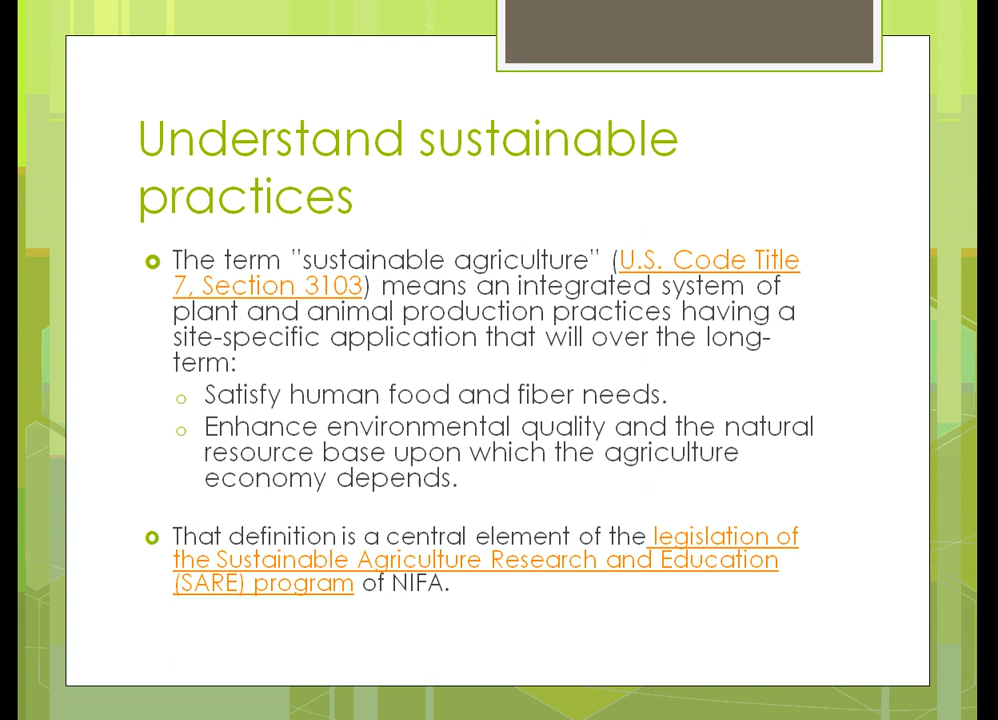 Understand sustainable
practices
The term "sustainable agriculture" (U.S. Code Title
7, Section 3103) means an integrated system of
plant and animal production practices having a
site-specific application that will over the long-
term:
Satisfy human food and fiber needs.
Enhance environmental quality and the natural
resource base upon which the agriculture
economy depends.
That definition is a central element of the legislation of
the Sustainable Agriculture Research and Education
(SARE) program of NIFA.